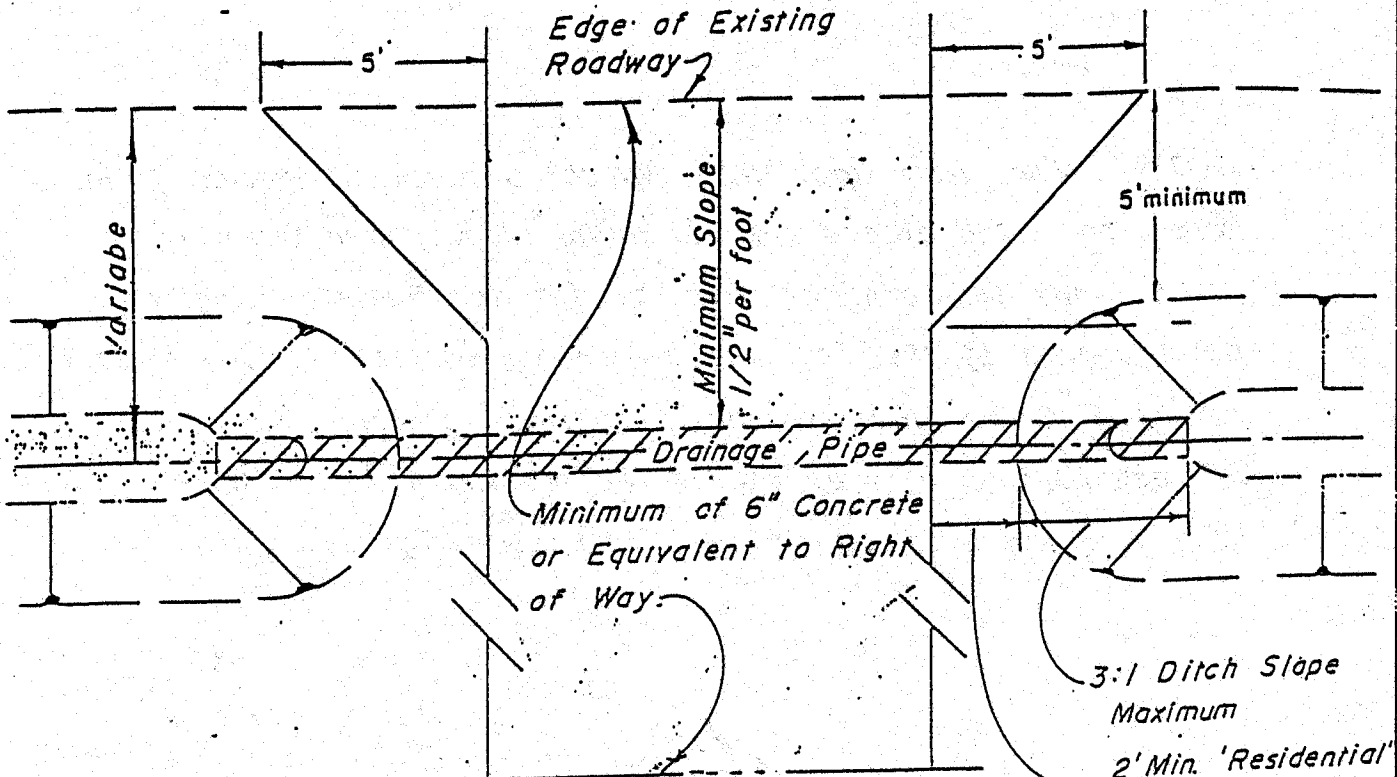 Edge of Existing
Roadway
5'
5'
5' minimum
Variabe
Minimum Slope
1/2" per foot
Drainage Pipe
Minimum of 6" Concrete
or Equivalent to Right
of Way.
3:1 Ditch Slope
Maximum
2' Min. 'Residential'